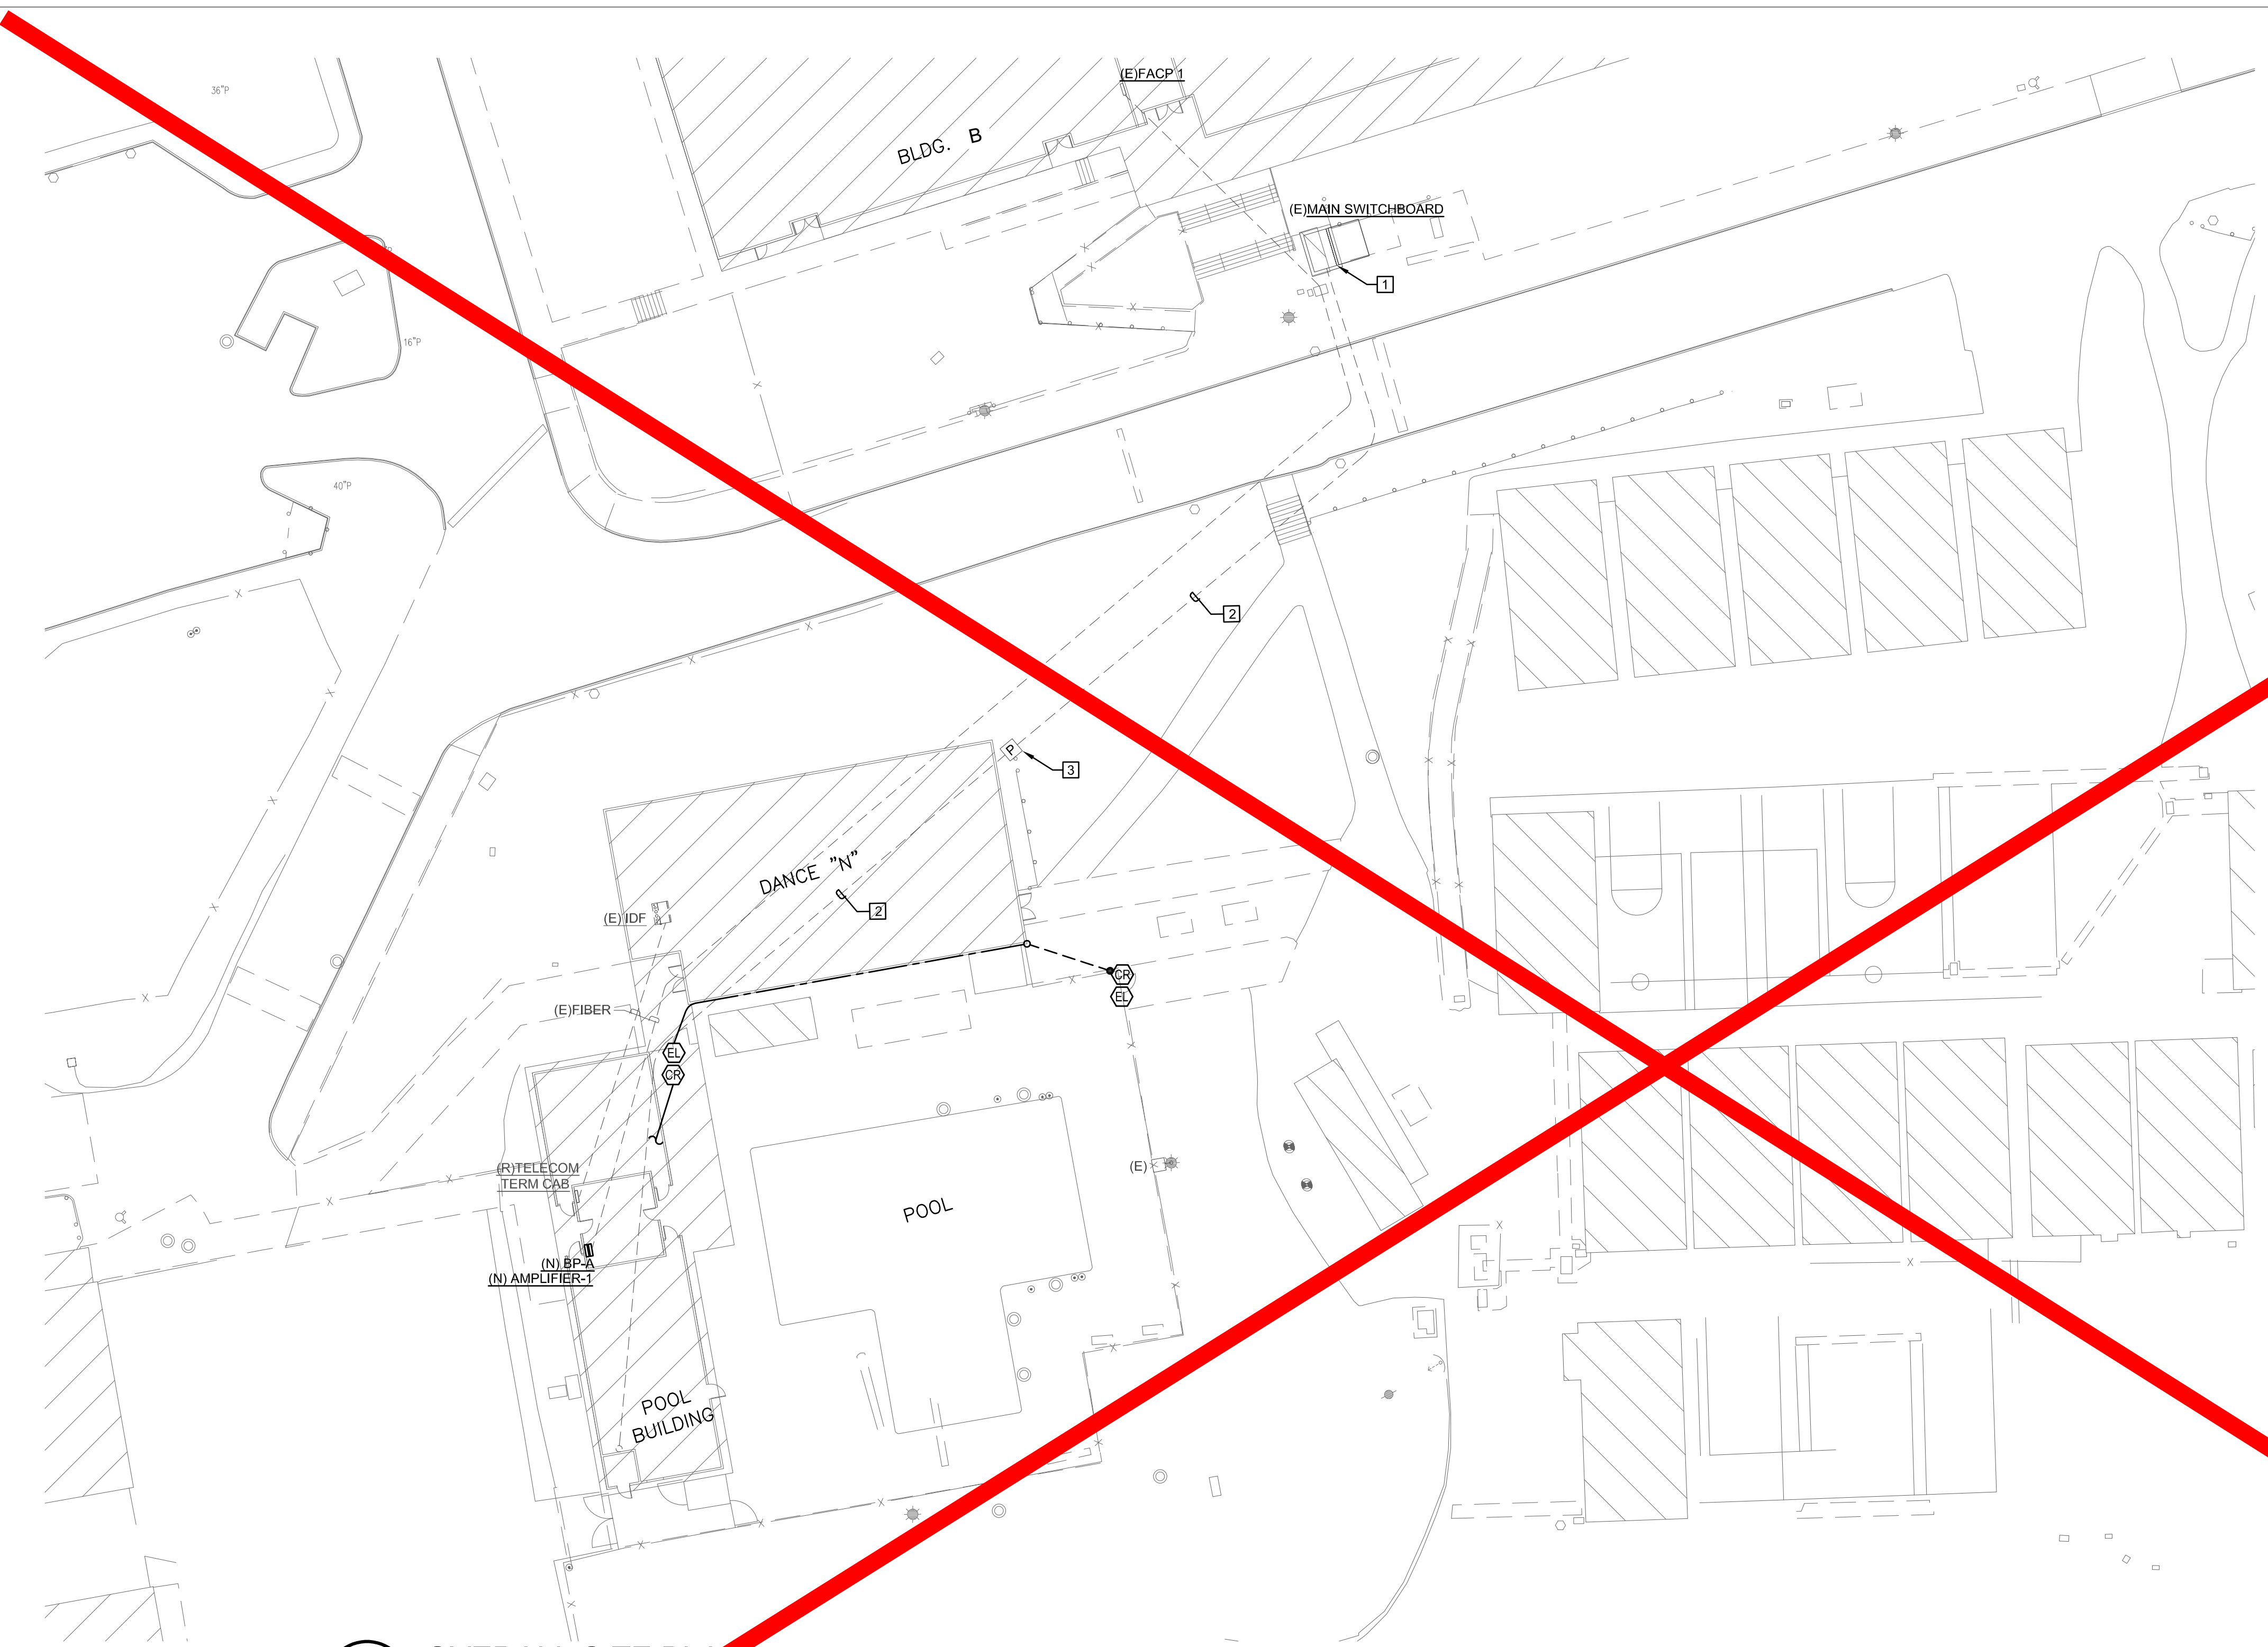 (E)FACP 1
36"P
BLDG. B
(E)MAIN SWITCHBOARD
1
16"P
40"P
2
P
3
DANCE "N"
2
(E) IDF
CR
EL
(E)FIBER
EL
CR
(R)TELECOM
TERM CAB
(E)
POOL
(N) BP-A
(N) AMPLIFIER-1
POOL
BUILDING